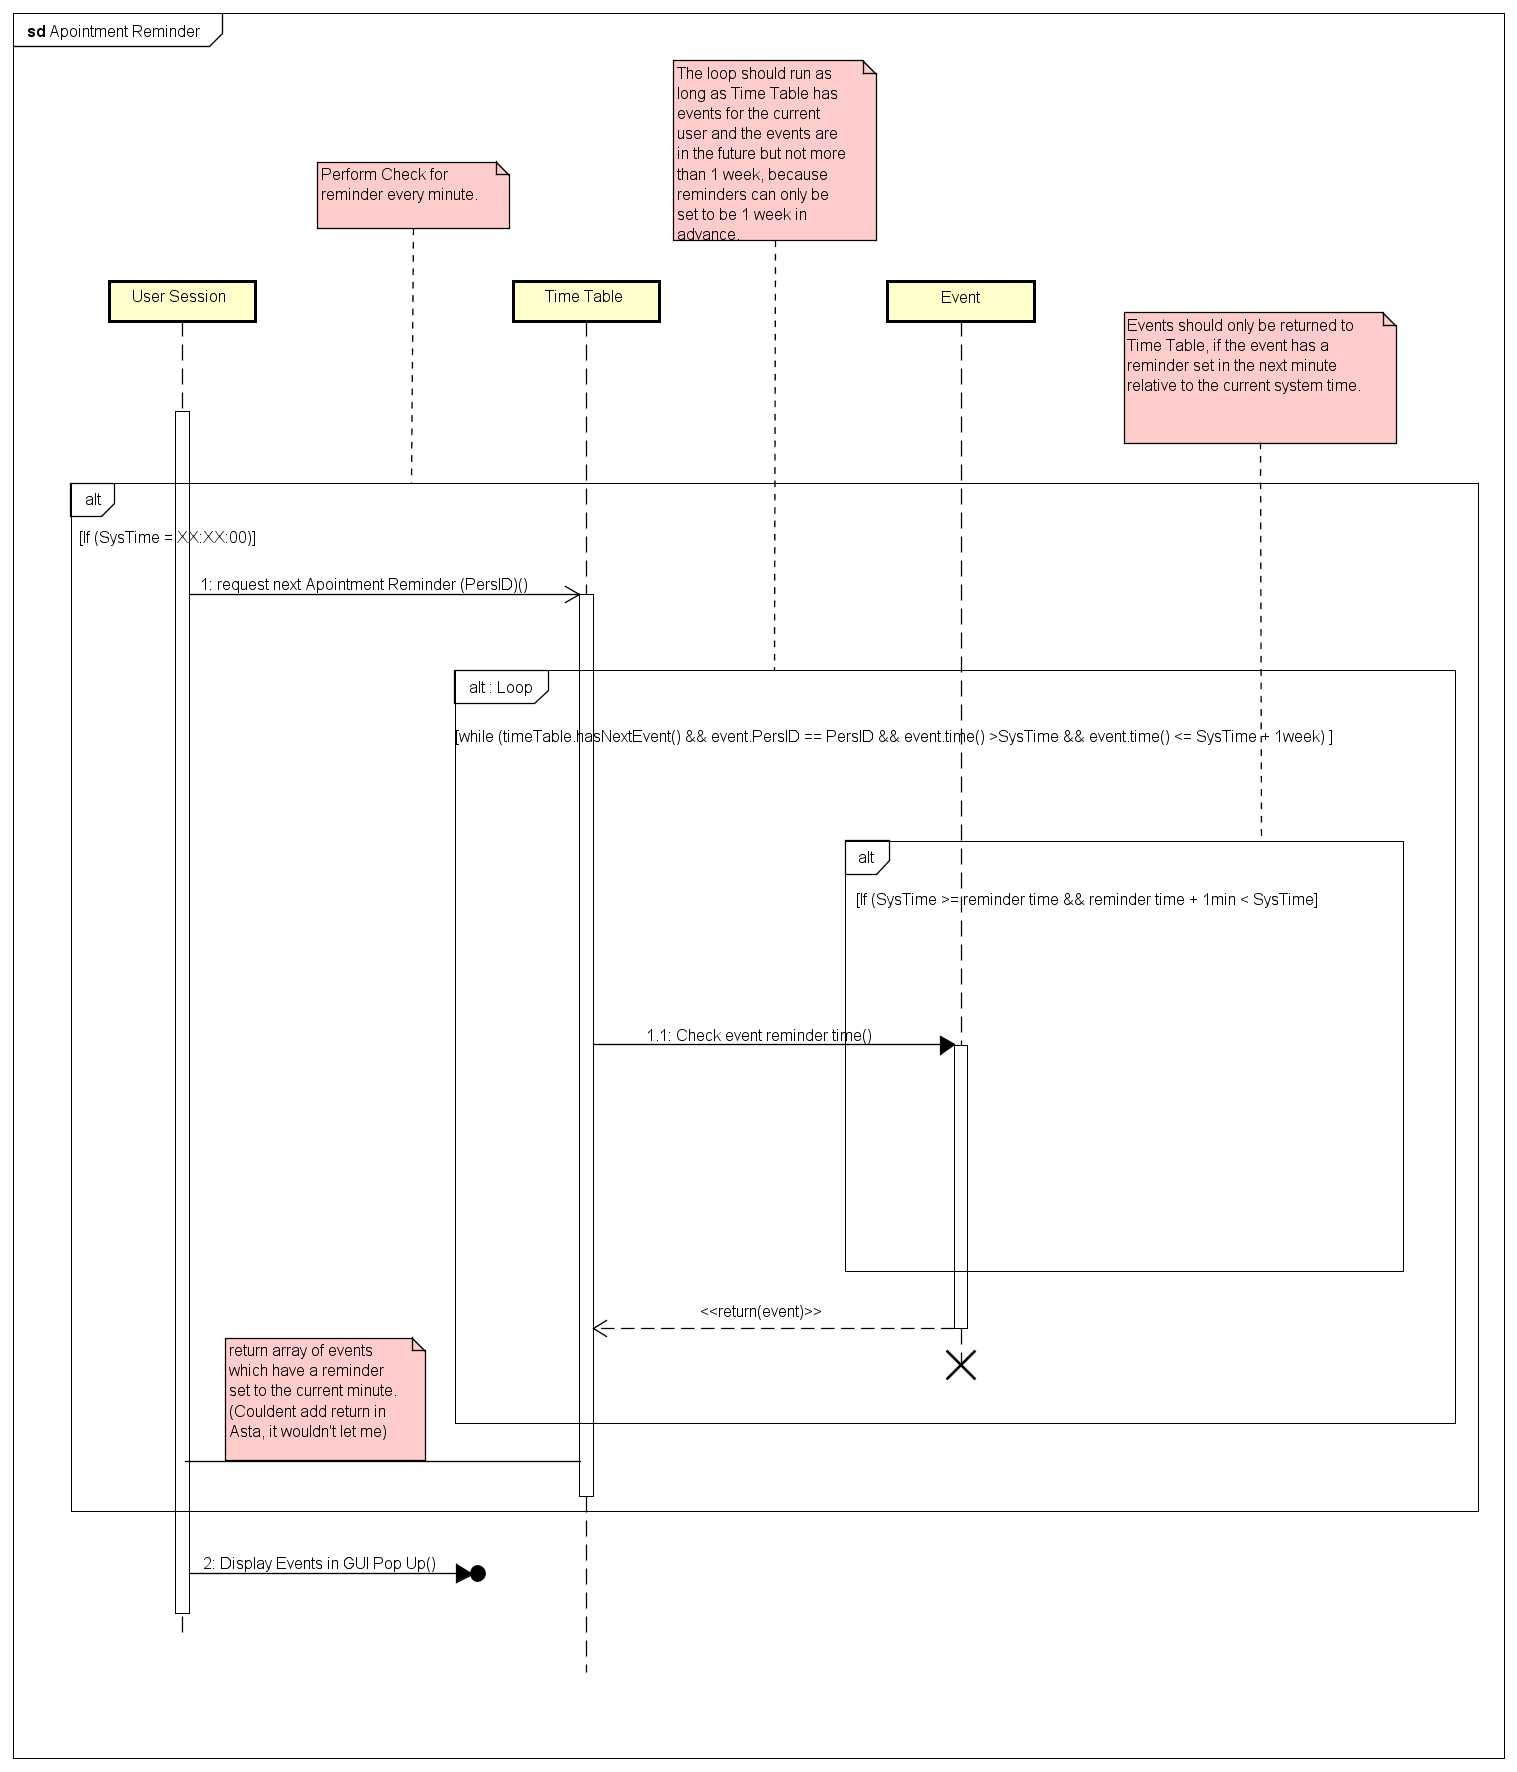 sd Apointment Reminder
The loop should run as
long as Time Table has
events for the current
user and the events are
in the future but not more
than 1 week, because
reminders can only be
set to be 1 week in
advance.
Perform Check for
reminder every minute.
User Session
Time Table
Event
Events should only be returned to
Time Table, if the event has a
reminder set in the next minute
relative to the current system time.
alt
[If (SysTime = XX:XX:00)]
1: request next Apointment Reminder (PersID)()
alt : Loop
[while (timeTable.hasNextEvent() && event.PersID == PersID && event.time() >SysTime && event.time() <= SysTime + 1week) ]
alt
[If (SysTime >= reminder time && reminder time + 1min < SysTime]
1.1: Check event reminder time()
<<return(event)>>
return array of events
which have a reminder
set to the current minute.
(Couldent add return in
Asta, it wouldn't let me)
2: Display Events in GUI Pop Up()